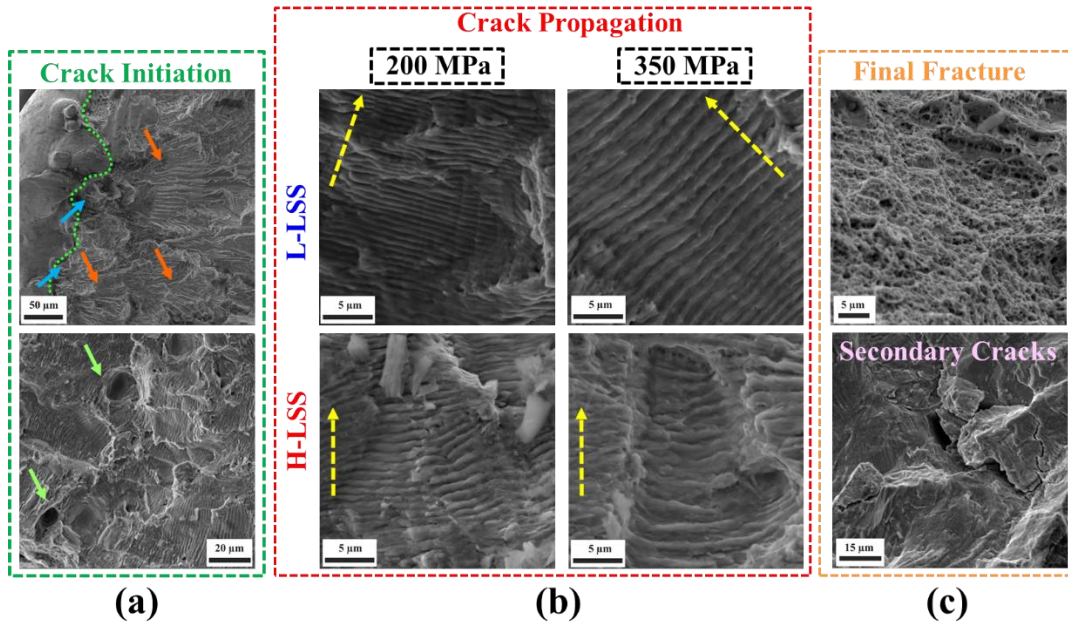 Crack Propagation
Crack Initiation
200 MPa
350 MPa
Final Fracture
L-LSS
50 µm
5 µm
5 µm
5 µm
H-LSS
Secondary Cracks
20 µm
5 µm
5 µm
15 µm
(a)
(b)
(c)